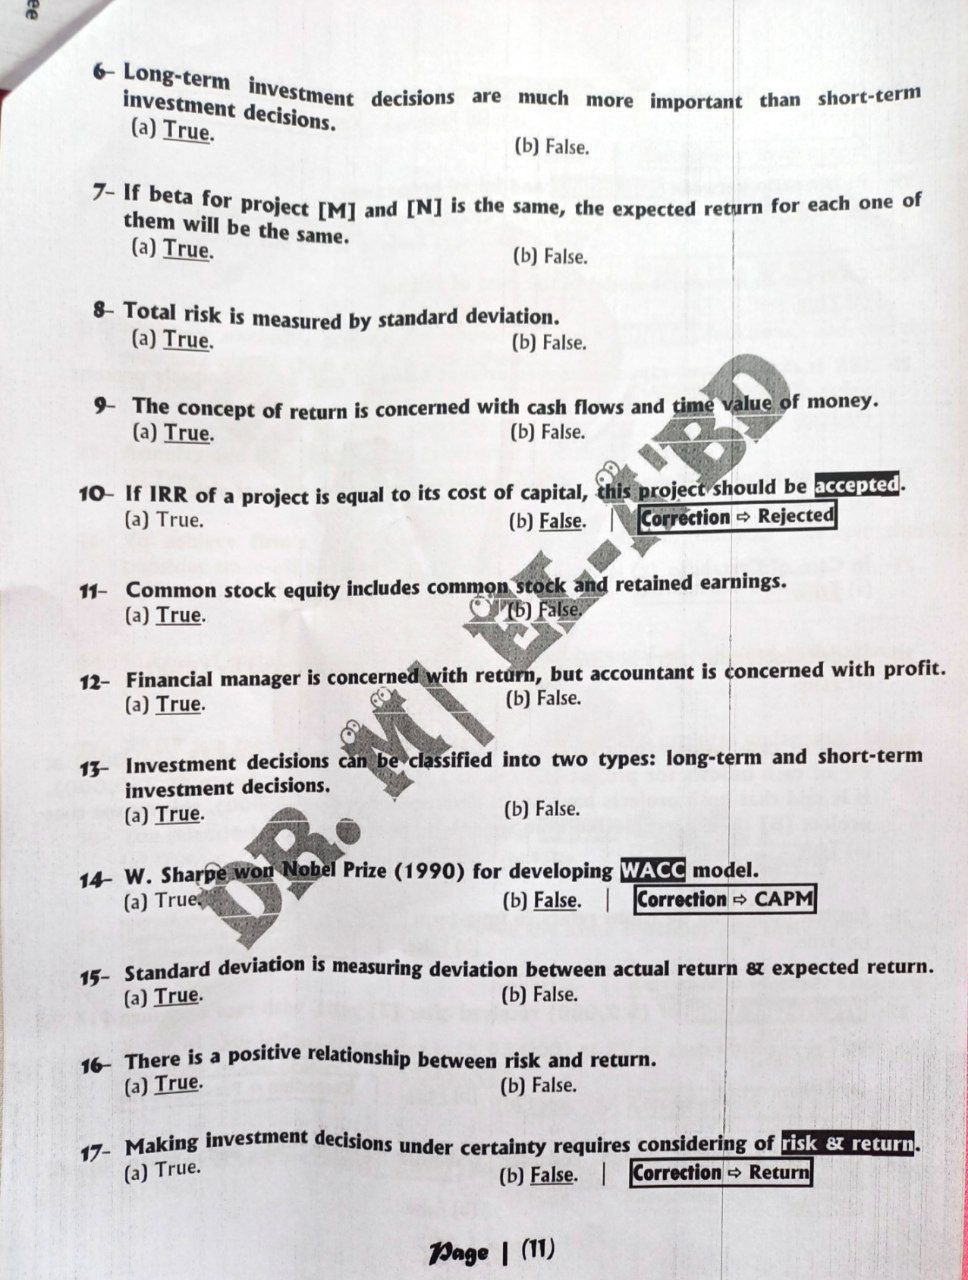 ee
6- Long-term investment decisions are much more important than short-term
investment decisions.
(a) True. (b) False.
7- If beta for project [M] and [N] is the same, the expected return for each one of
them will be the same.
(a) True. (b) False.
8- Total risk is measured by standard deviation.
(a) True. (b) False.
9- The concept of return is concerned with cash flows and time value of money.
(a) True. (b) False.
10- If IRR of a project is equal to its cost of capital, this project should be accepted.
(a) True. (b) False. | Correction ⇨ Rejected
11- Common stock equity includes common stock and retained earnings.
(a) True. (b) False.
12- Financial manager is concerned with return, but accountant is concerned with profit.
(a) True. (b) False.
13- Investment decisions can be classified into two types: long-term and short-term
investment decisions.
(a) True. (b) False.
14- W. Sharpe won Nobel Prize (1990) for developing WACC model.
(a) True. (b) False. | Correction ⇨ CAPM
15- Standard deviation is measuring deviation between actual return & expected return.
(a) True. (b) False.
16- There is a positive relationship between risk and return.
(a) True. (b) False.
17- Making investment decisions under certainty requires considering of risk & return.
(a) True. (b) False. | Correction ⇨ Return
DR. M| EL-A'BD
Page | (11)